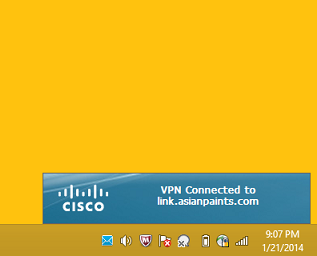 CISCO
VPN Connected to
link.asianpaints.com
9:07 PM
1/21/2014